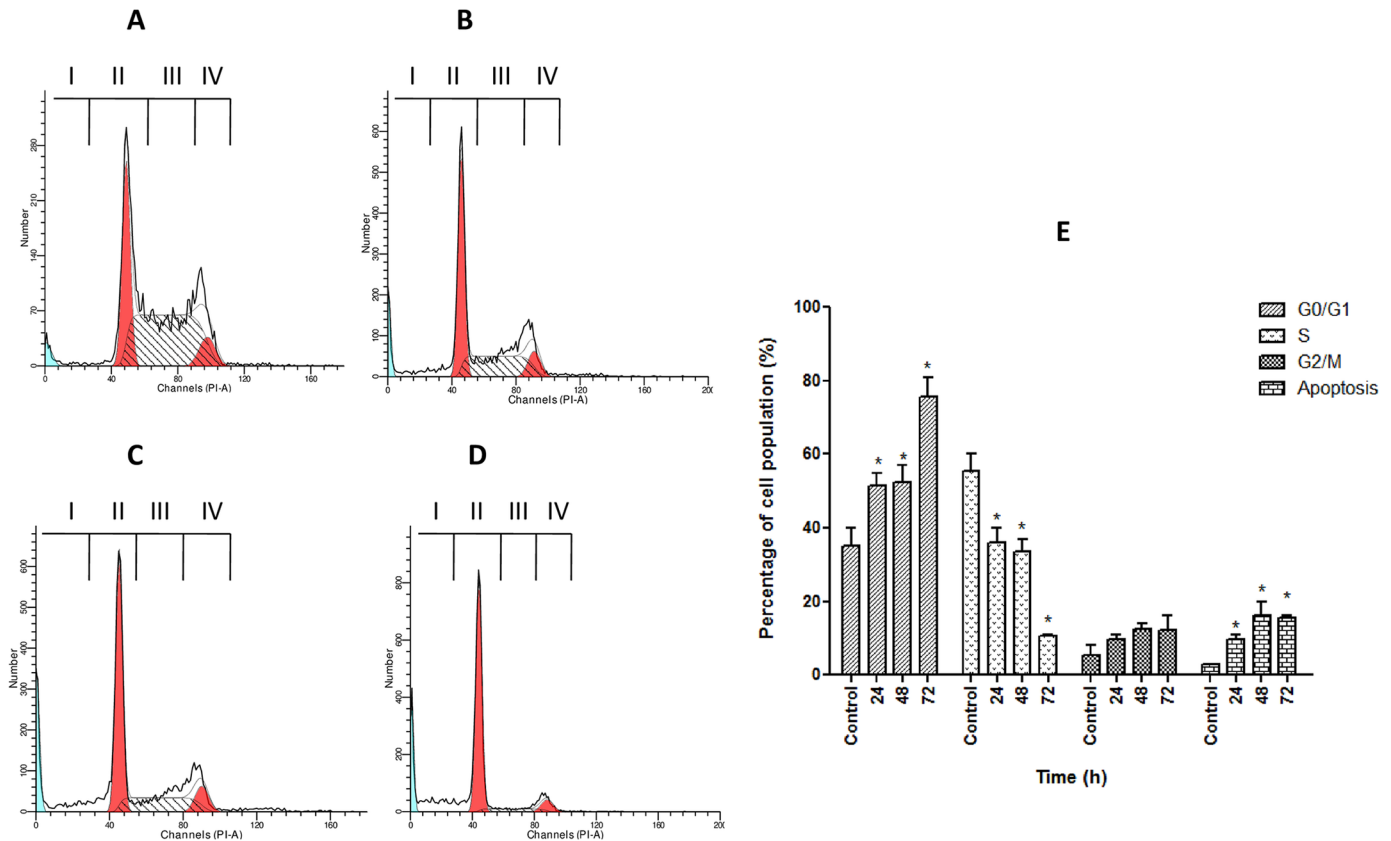 A
I II III IV
Number
280
210
140
70
0
0 40 80 120 160
Channels (PI-A)
B
I II III IV
Number
600
500
400
300
200
100
0
0 40 80 120 160 20
Channels (PI-A)
C
I II III IV
Number
600
500
400
300
200
100
0
0 40 80 120 160
Channels (PI-A)
D
I II III IV
Number
800
600
400
200
0
0 40 80 120 160 20
Channels (PI-A)
E
G0/G1
S
G2/M
Apoptosis
Percentage of cell population (%)
100
80
60
40
20
0
* * * * * * * * *
Control 24 48 72 Control 24 48 72 Control 24 48 72 Control 24 48 72
Time (h)